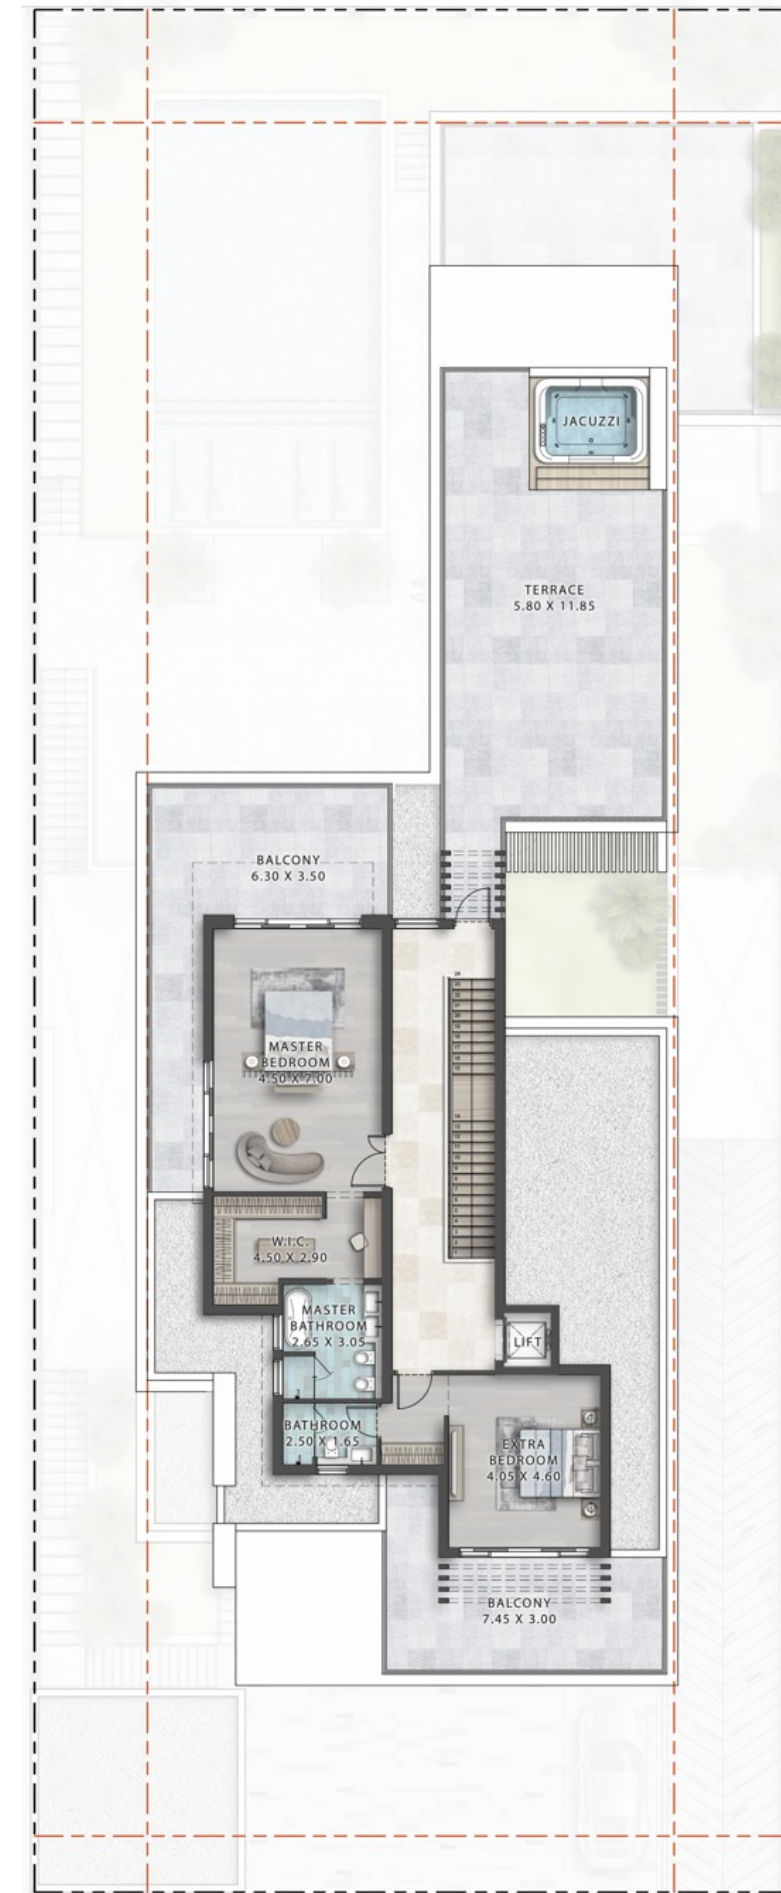 JACUZZI
TERRACE
5.80 X 11.85
BALCONY
6.30 X 3.50
MASTER
BEDROOM
4.50 X 7.00
W.I.C.
4.50 X 2.90
MASTER
BATHROOM
2.65 X 3.05
LIFT
BATHROOM
2.50 X 1.65
EXTRA
BEDROOM
4.05 X 4.60
BALCONY
7.45 X 3.00